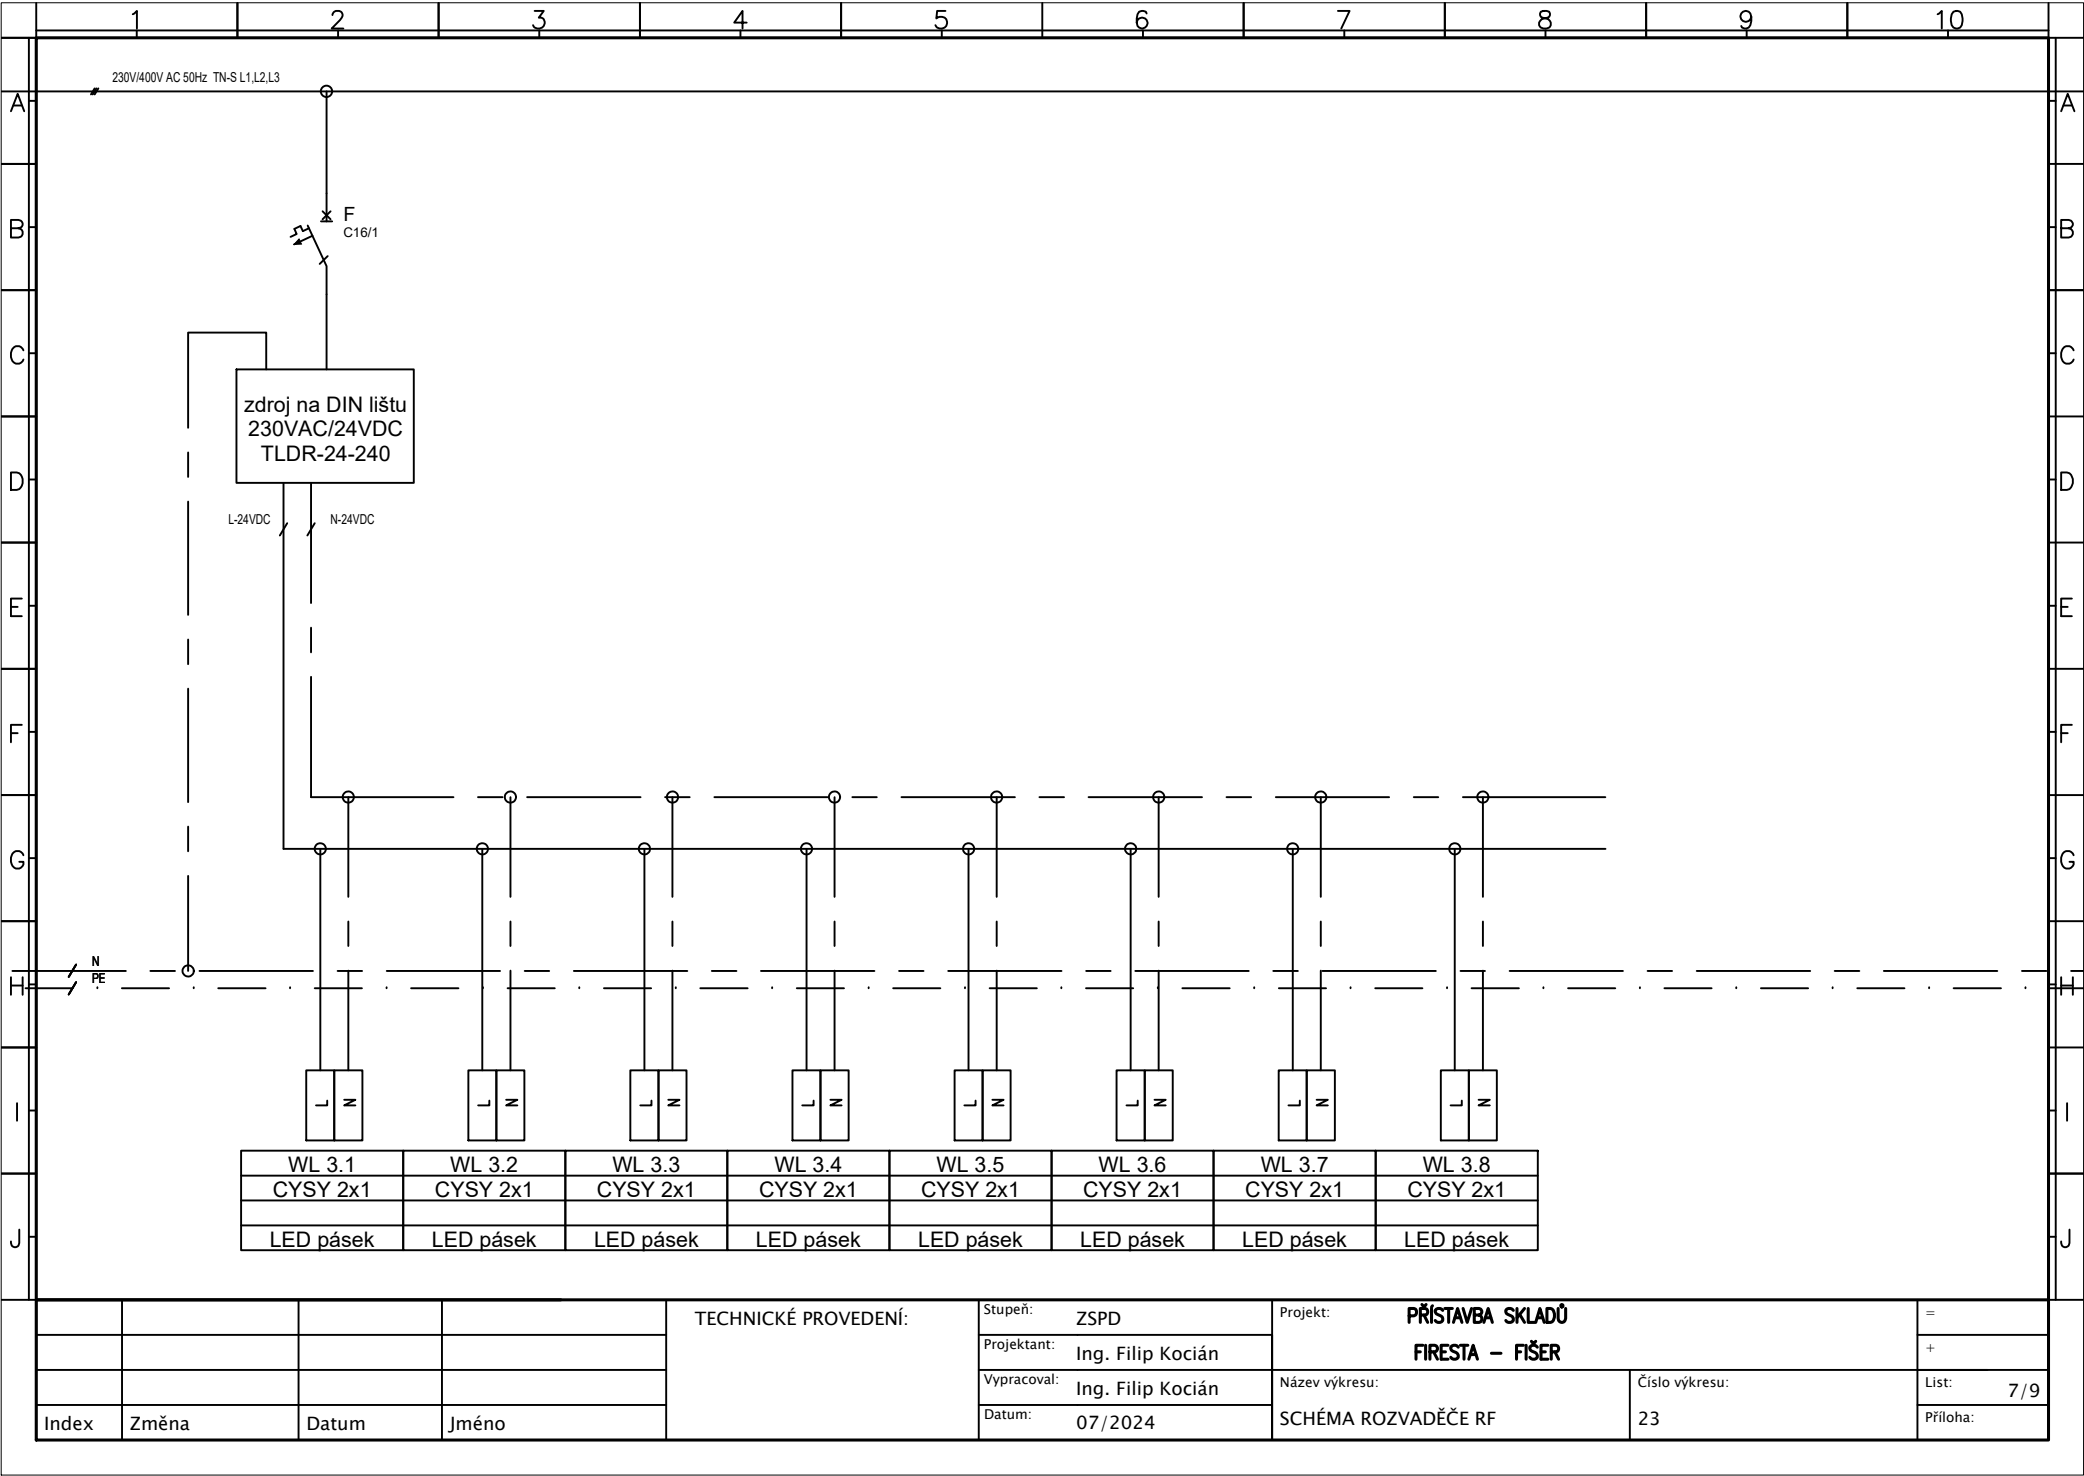 1 2 3 4 5 6 7 8 9 10
230V/400V AC 50Hz TN-S L1,L2,L3
A A
F
B B
C16/1
C C
zdroj na DIN lištu
230VAC/24VDC
TLDR-24-240
D D
L-24VDC N-24VDC
E E
F F
G G
N
PE
H H
L N L N L N L N L N L N L N L N
I I
WL 3.1 WL 3.2 WL 3.3 WL 3.4 WL 3.5 WL 3.6 WL 3.7 WL 3.8
CYSY 2x1 CYSY 2x1 CYSY 2x1 CYSY 2x1 CYSY 2x1 CYSY 2x1 CYSY 2x1 CYSY 2x1
J J
LED pásek LED pásek LED pásek LED pásek LED pásek LED pásek LED pásek LED pásek
TECHNICKÉ PROVEDENÍ:
Stupeň: ZSPD
Projektant: Ing. Filip Kocián
Vypracoval: Ing. Filip Kocián
Datum: 07/2024
Projekt: PŘÍSTAVBA SKLADŮ
FIRESTA – FIŠER
Název výkresu:
SCHÉMA ROZVADĚČE RF
Číslo výkresu:
23
=
+
List: 7/9
Příloha:
Index Změna Datum Jméno